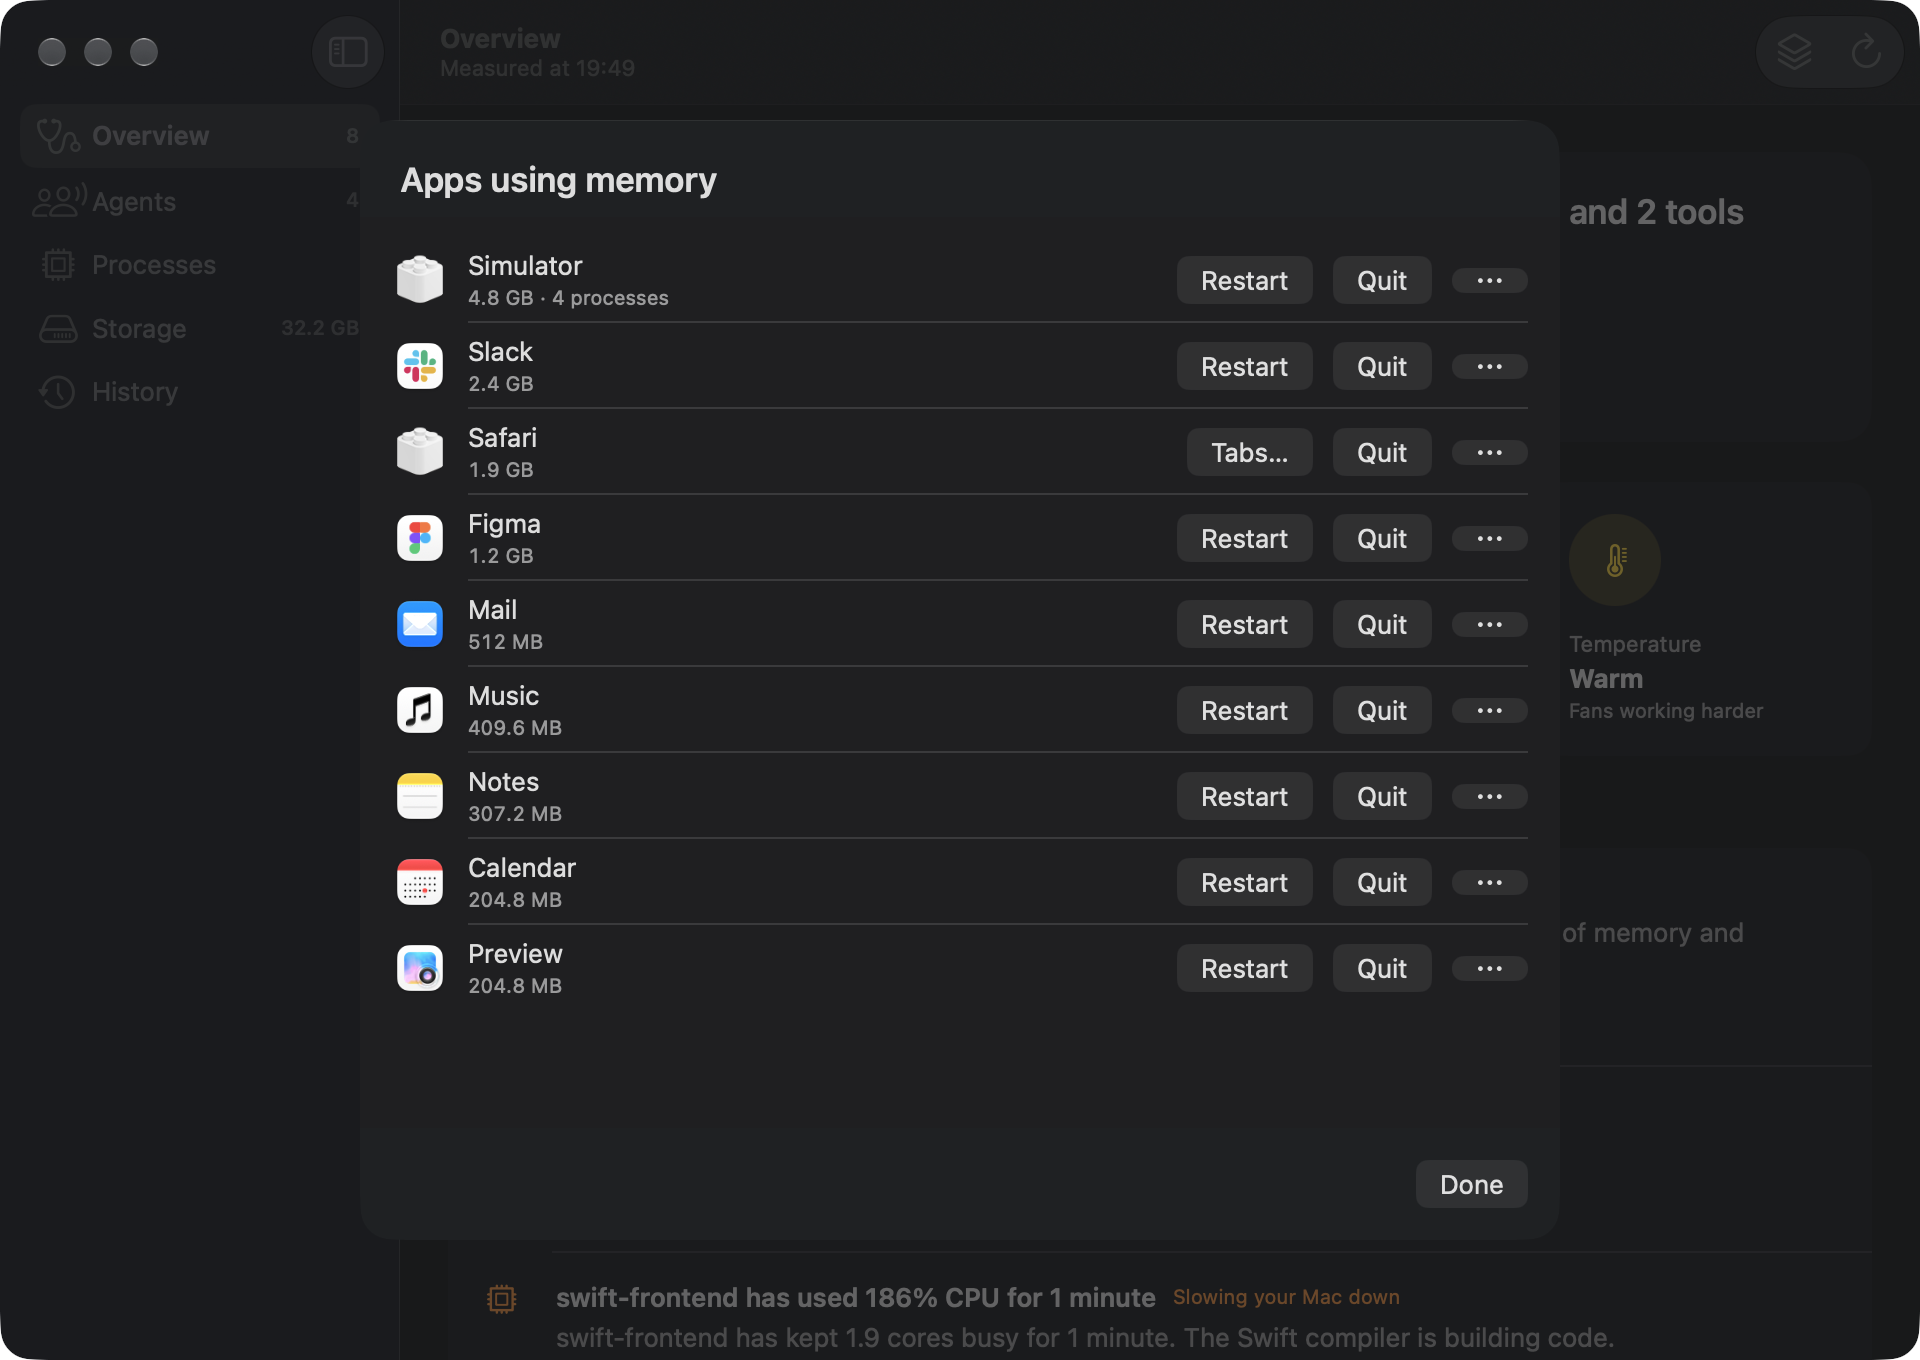 Overview
Measured at 19:49
Overview 8
Agents 4
Processes
Storage 32.2 GB
History
and 2 tools
Temperature
Warm
Fans working harder
of memory and
Apps using memory
Simulator
4.8 GB · 4 processes
Restart Quit ···
Slack
2.4 GB
Restart Quit ···
Safari
1.9 GB
Tabs... Quit ···
Figma
1.2 GB
Restart Quit ···
Mail
512 MB
Restart Quit ···
Music
409.6 MB
Restart Quit ···
Notes
307.2 MB
Restart Quit ···
Calendar
204.8 MB
Restart Quit ···
Preview
204.8 MB
Restart Quit ···
Done
swift-frontend has used 186% CPU for 1 minute Slowing your Mac down
swift-frontend has kept 1.9 cores busy for 1 minute. The Swift compiler is building code.